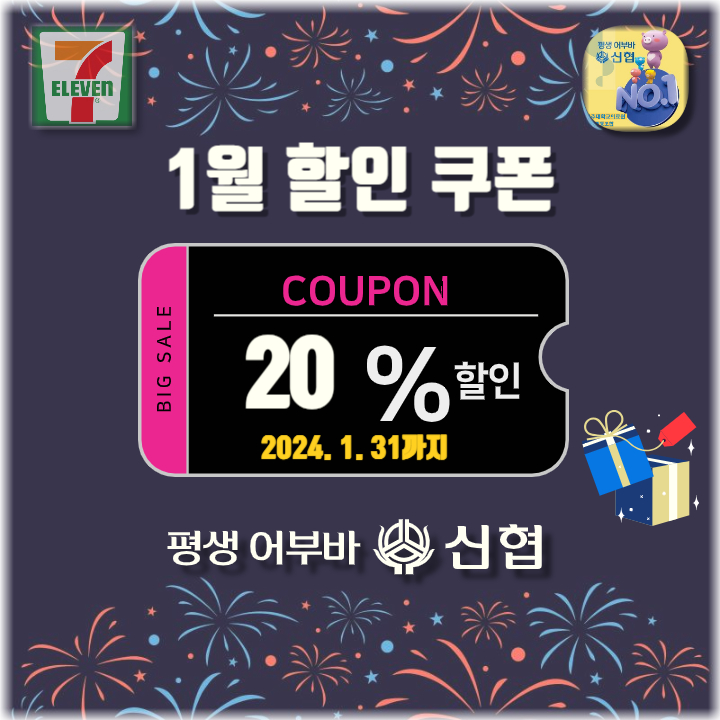 7
ELEVEN
평생 어부바
신협
NO.1
1월 할인 쿠폰
BIG SALE
COUPON
20 %할인
2024. 1. 31까지
평생 어부바 신협